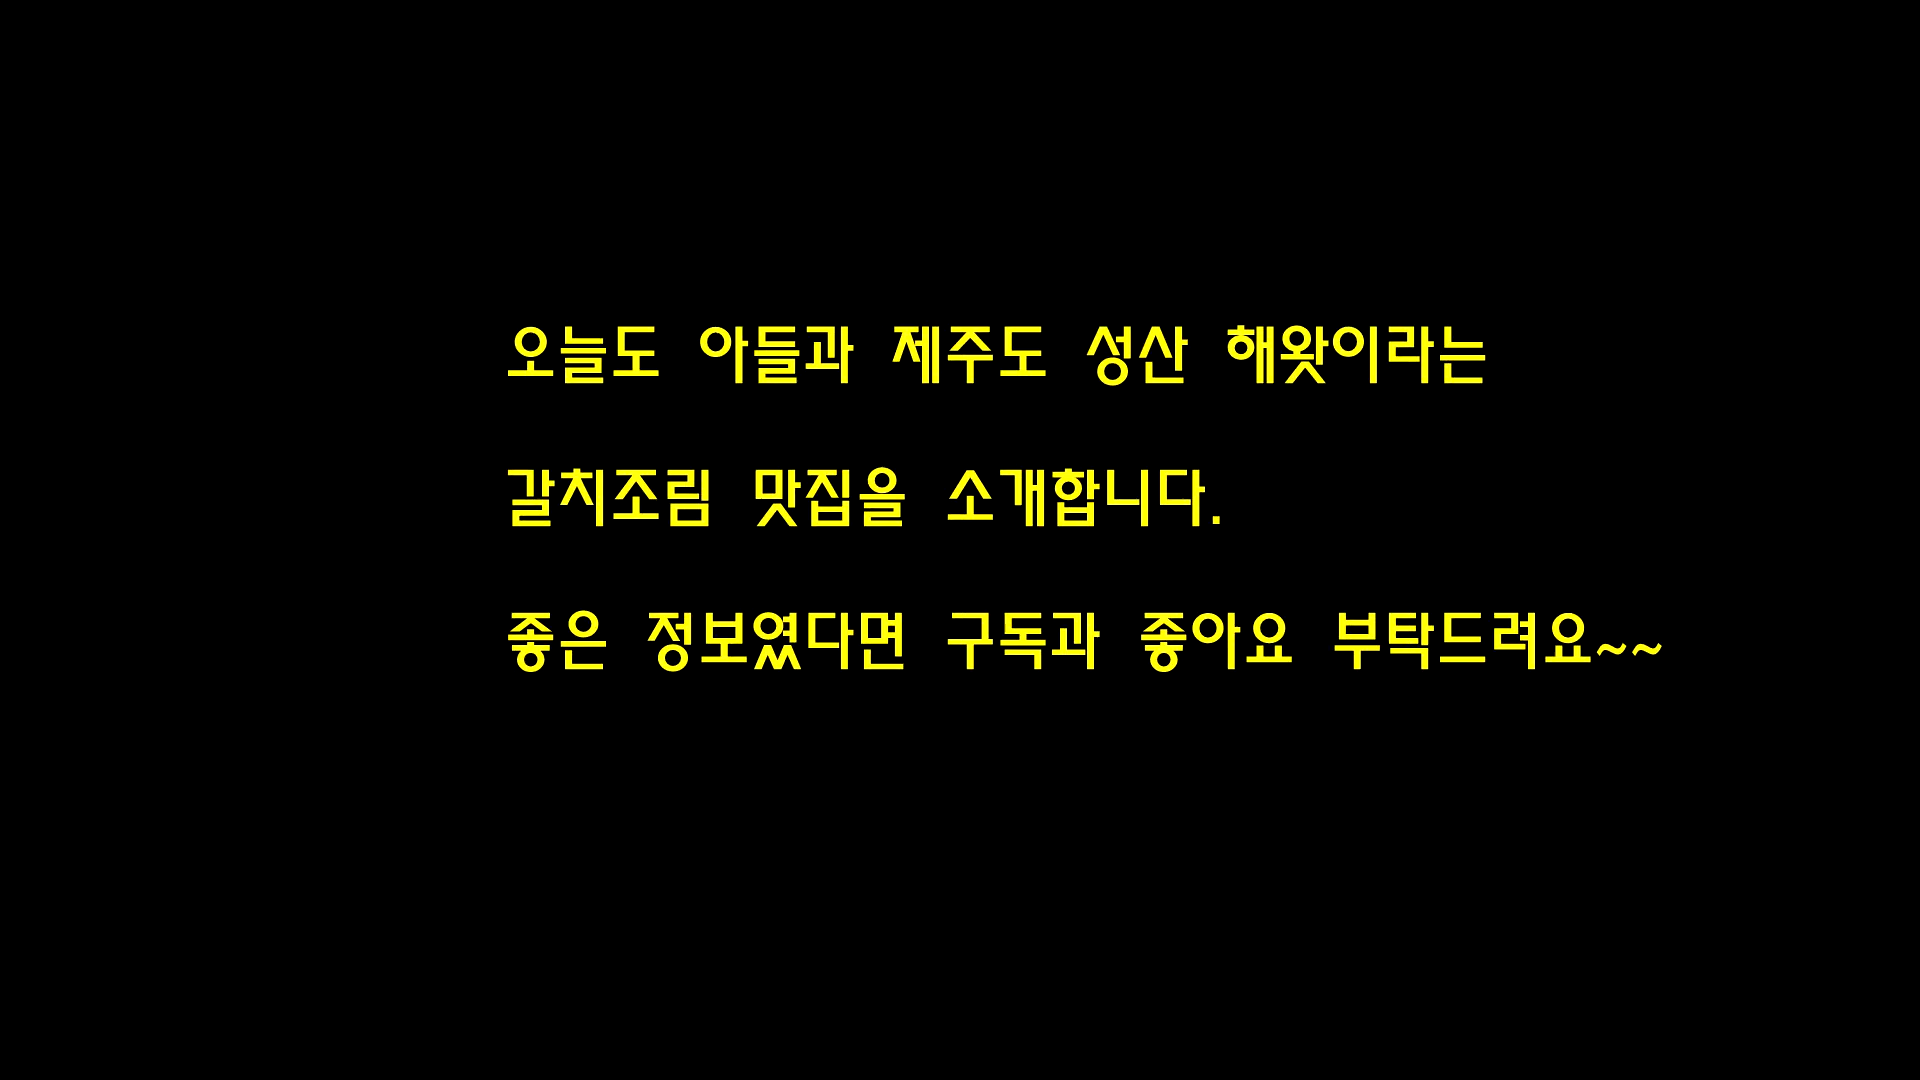 오늘도 아들과 제주도 성산 해왓이라는
갈치조림 맛집을 소개합니다.
좋은 정보였다면 구독과 좋아요 부탁드려요~~